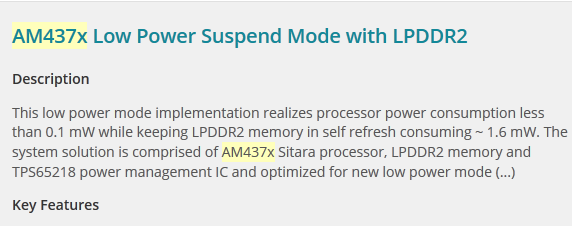 AM437x Low Power Suspend Mode with LPDDR2
Description
This low power mode implementation realizes processor power consumption less
than 0.1 mW while keeping LPDDR2 memory in self refresh consuming ~ 1.6 mW. The
system solution is comprised of AM437x Sitara processor, LPDDR2 memory and
TPS65218 power management IC and optimized for new low power mode (...)
Key Features